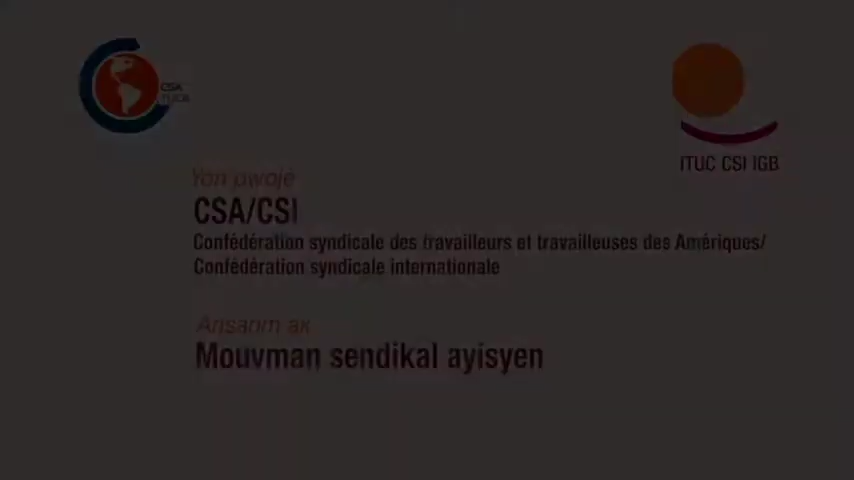 CSA
TUCA
ITUC CSI IGB
Yon pwojè
CSA/CSI
Confédération syndicale des travailleurs et travailleuses des Amériques/
Confédération syndicale internationale
Ansanm ak
Mouvman sendikal ayisyen